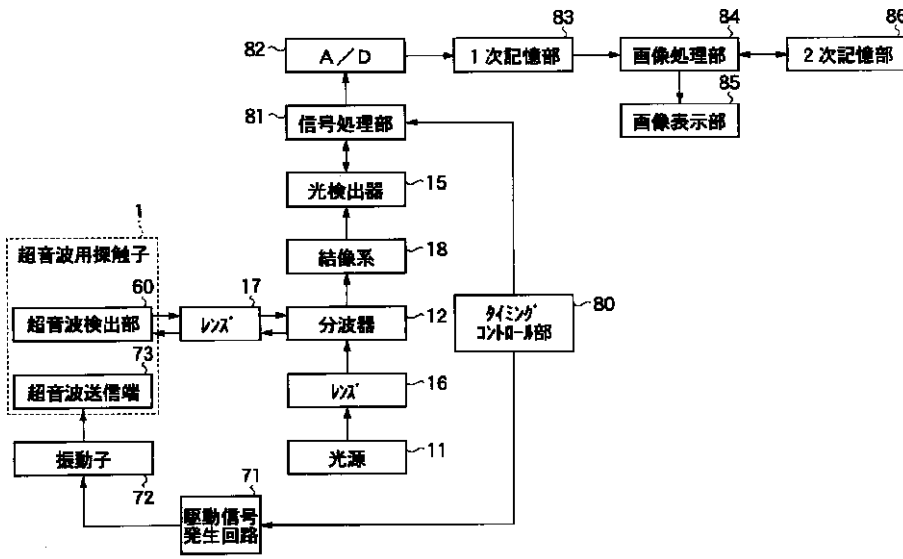 83
84
86
82
A／D
１次記憶部
画像処理部
２次記憶部
85
81
信号処理部
画像表示部
光検出器
15
1
超音波用探触子
結像系
18
60
17
超音波検出部
ﾚﾝｽﾞ
分波器
12
ﾀｲﾐﾝｸﾞ
ｺﾝﾄﾛｰﾙ部
80
73
超音波送信端
ﾚﾝｽﾞ
16
振動子
72
光源
11
71
駆動信号
発生回路